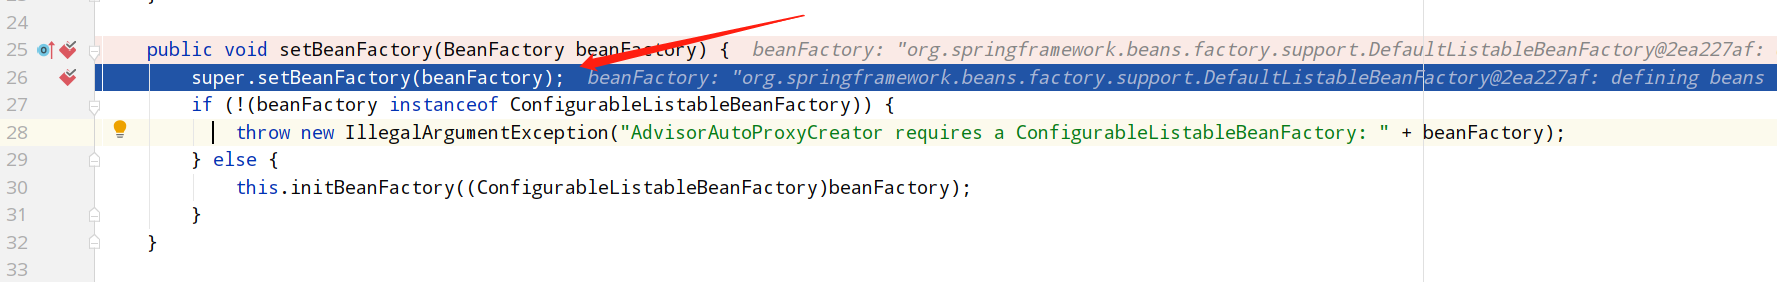 24
25 public void setBeanFactory(BeanFactory beanFactory) { beanFactory: "org.springframework.beans.factory.support.DefaultListableBeanFactory@2ea227af:
26 super.setBeanFactory(beanFactory); beanFactory: "org.springframework.beans.factory.support.DefaultListableBeanFactory@2ea227af: defining beans
27 if (!(beanFactory instanceof ConfigurableListableBeanFactory)) {
28 throw new IllegalArgumentException("AdvisorAutoProxyCreator requires a ConfigurableListableBeanFactory: " + beanFactory);
29 } else {
30 this.initBeanFactory((ConfigurableListableBeanFactory)beanFactory);
31 }
32 }
33